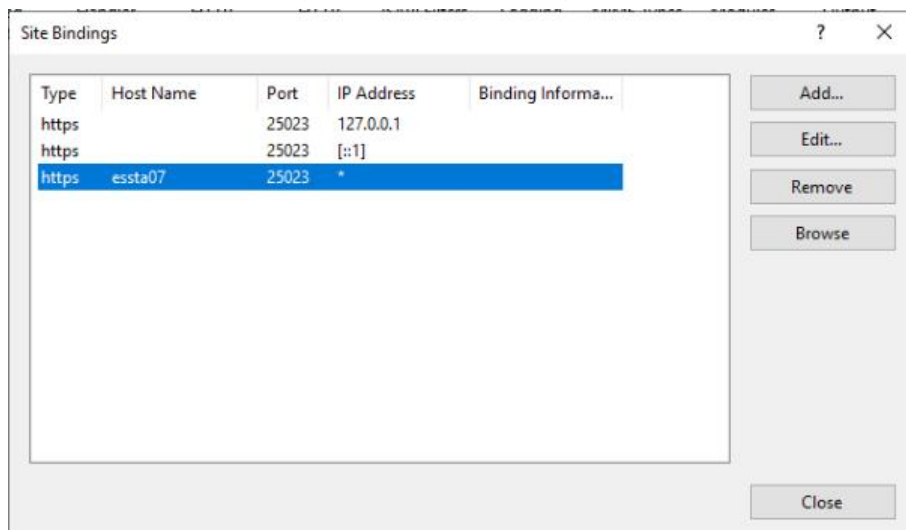 Site Bindings ? ×
Type Host Name Port IP Address Binding Informa...
https 25023 127.0.0.1
https 25023 [::1]
https essta07 25023 *
Add...
Edit...
Remove
Browse
Close